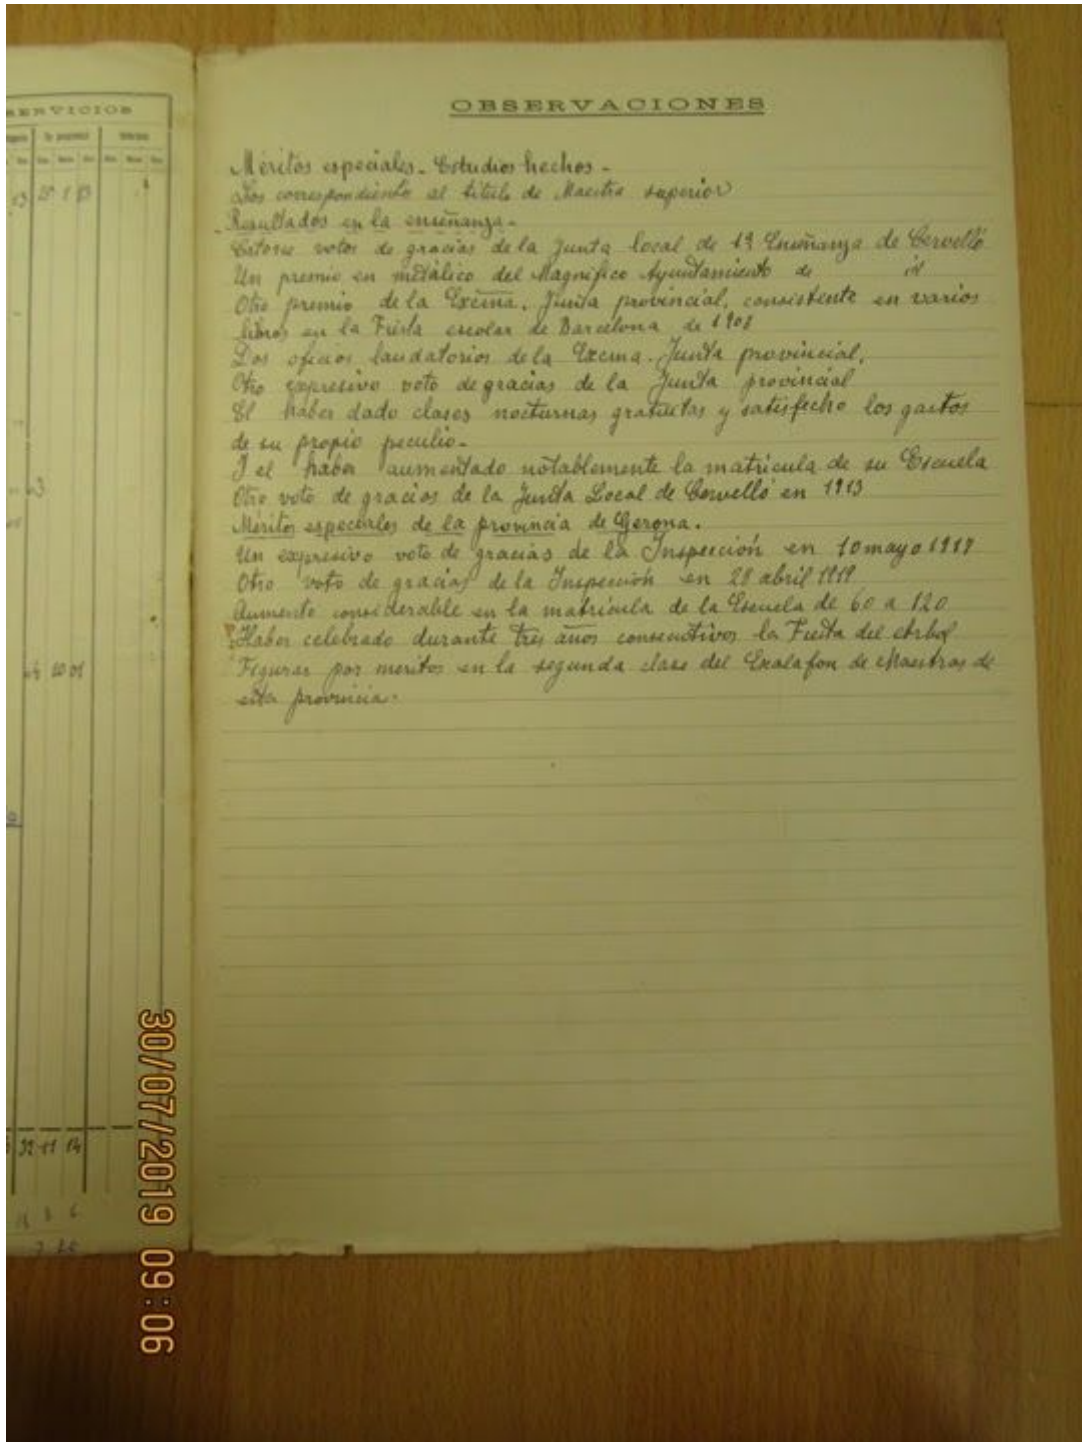 SERVICIOS
OBSERVACIONES
Méritos especiales - Estudios hechos -
Los correspondiente al título de Maestra superior
Resultados en la enseñanza -
Catorce votos de gracias de la Junta local de 1ª Enseñanza de Cervelló
Un premio en metálico del Magnífico Ayuntamiento de id
Otro premio de la Excma. Junta provincial, consistente en varios
libros en la Fiesta escolar de Barcelona de 1908
Dos oficios laudatorios de la Excma. Junta provincial.
Otro expresivo voto de gracias de la Junta provincial
El haber dado clases nocturnas gratuitas y satisfecho los gastos
de su propio peculio -
I el haber aumentado notablemente la matrícula de su Escuela
Otro voto de gracias de la Junta Local de Cervelló en 1913
Méritos especiales de la provincia de Gerona.
Un expresivo voto de gracias de la Inspección en 10 mayo
Otro voto de gracias de la Inspección en 28 abril 1919
Aumento considerable en la matrícula de la Escuela de 60 a 120
Haber celebrado durante tres años consecutivos la Fiesta del Arbol
Figurar por meritos en la segunda clase del Escalafon de Maestras de
esta provincia.
30/07/2019 09:06